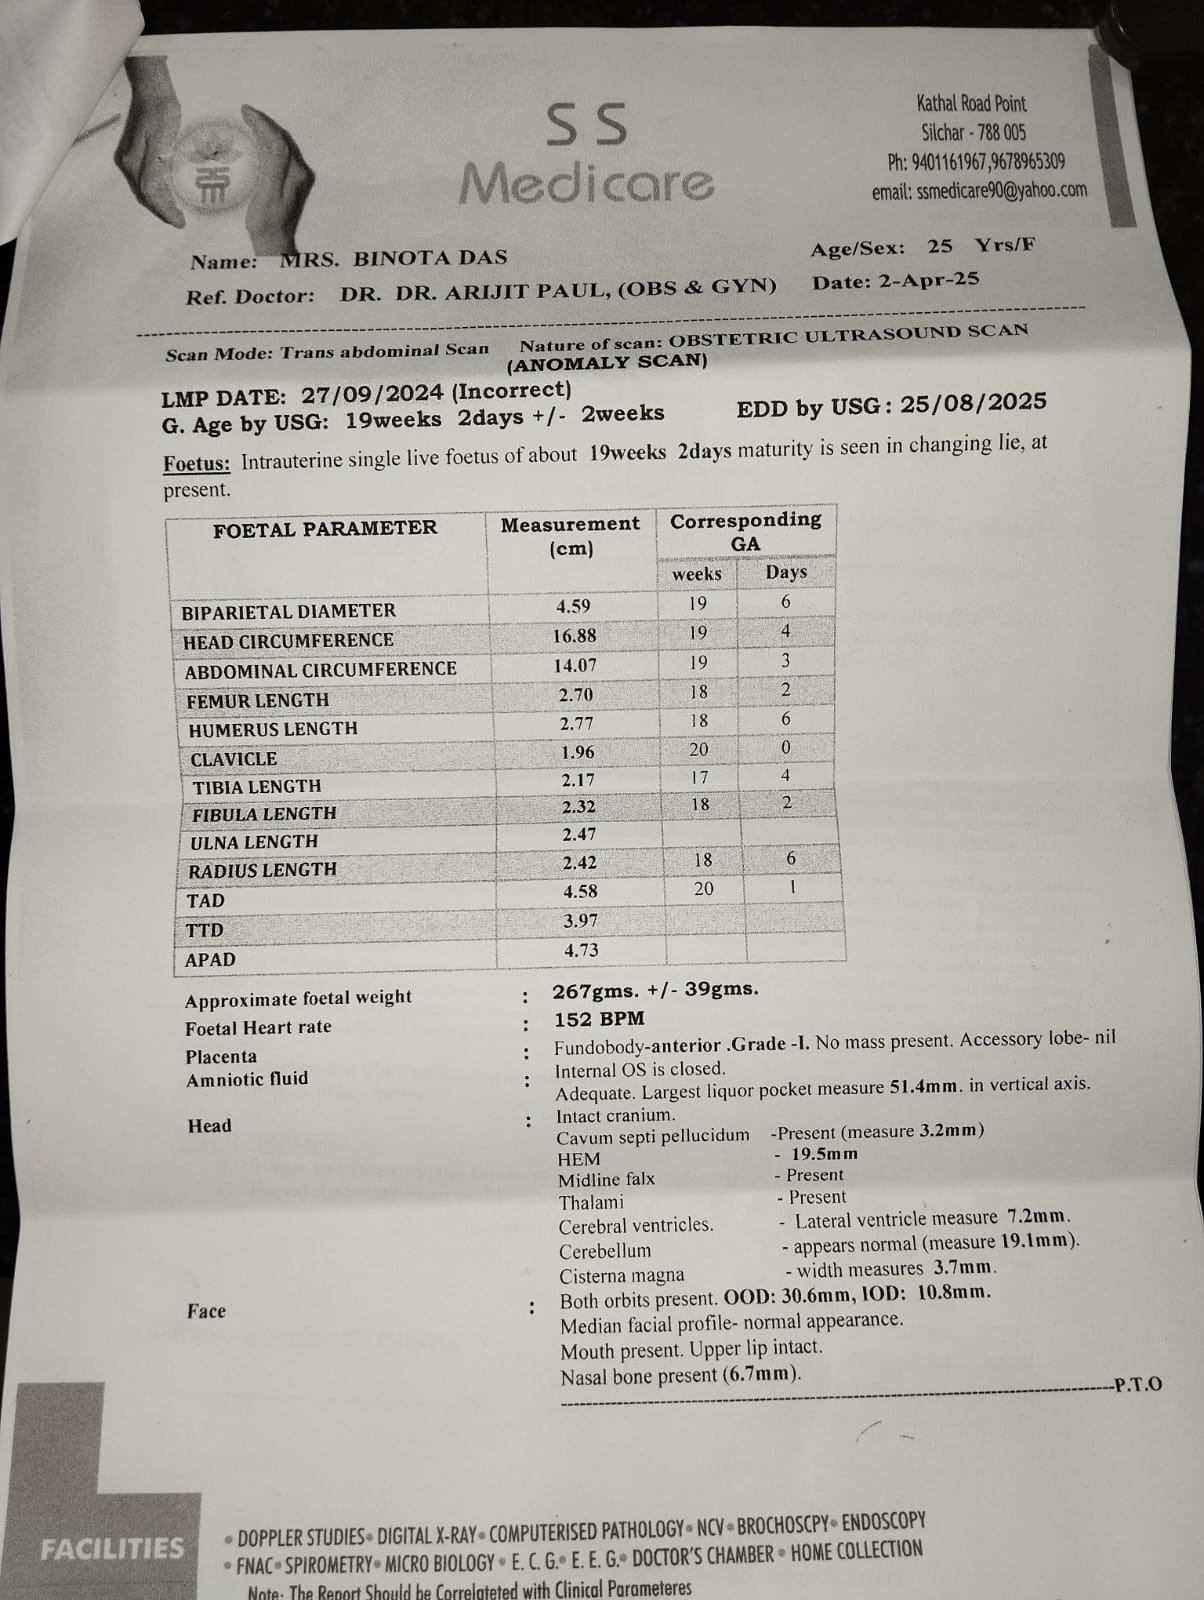 S S
Medicare
Kathal Road Point
Silchar - 788 005
Ph: 9401161967,9678965309
email: ssmedicare90@yahoo.com
Name: MRS. BINOTA DAS Age/Sex: 25 Yrs/F
Ref. Doctor: DR. DR. ARIJIT PAUL, (OBS & GYN) Date: 2-Apr-25
Scan Mode: Trans abdominal Scan Nature of scan: OBSTETRIC ULTRASOUND SCAN
(ANOMALY SCAN)
LMP DATE: 27/09/2024 (Incorrect)
G. Age by USG: 19weeks 2days +/- 2weeks EDD by USG: 25/08/2025
Foetus: Intrauterine single live foetus of about 19weeks 2days maturity is seen in changing lie, at
present.
FOETAL PARAMETER Measurement Corresponding
(cm) GA
weeks Days
BIPARIETAL DIAMETER 4.59 19 6
HEAD CIRCUMFERENCE 16.88 19 4
ABDOMINAL CIRCUMFERENCE 14.07 19 3
FEMUR LENGTH 2.70 18 2
HUMERUS LENGTH 2.77 18 6
CLAVICLE 1.96 20 0
TIBIA LENGTH 2.17 17 4
FIBULA LENGTH 2.32 18 2
ULNA LENGTH 2.47
RADIUS LENGTH 2.42 18 6
TAD 4.58 20 1
TTD 3.97
APAD 4.73
Approximate foetal weight : 267gms. +/- 39gms.
Foetal Heart rate : 152 BPM
Placenta : Fundobody-anterior .Grade -I. No mass present. Accessory lobe- nil
Internal OS is closed.
Amniotic fluid : Adequate. Largest liquor pocket measure 51.4mm. in vertical axis.
Head : Intact cranium.
Cavum septi pellucidum -Present (measure 3.2mm)
HEM - 19.5mm
Midline falx - Present
Thalami - Present
Cerebral ventricles. - Lateral ventricle measure 7.2mm.
Cerebellum - appears normal (measure 19.1mm).
Cisterna magna - width measures 3.7mm.
Face : Both orbits present. OOD: 30.6mm, IOD: 10.8mm.
Median facial profile- normal appearance.
Mouth present. Upper lip intact.
Nasal bone present (6.7mm).
P.T.O
FACILITIES
• DOPPLER STUDIES • DIGITAL X-RAY • COMPUTERISED PATHOLOGY • NCV • BROCHOSCPY • ENDOSCOPY
• FNAC • SPIROMETRY • MICRO BIOLOGY • E. C. G. • E. E. G. • DOCTOR'S CHAMBER • HOME COLLECTION
Note: The Report Should be Correlateted with Clinical Parameteres